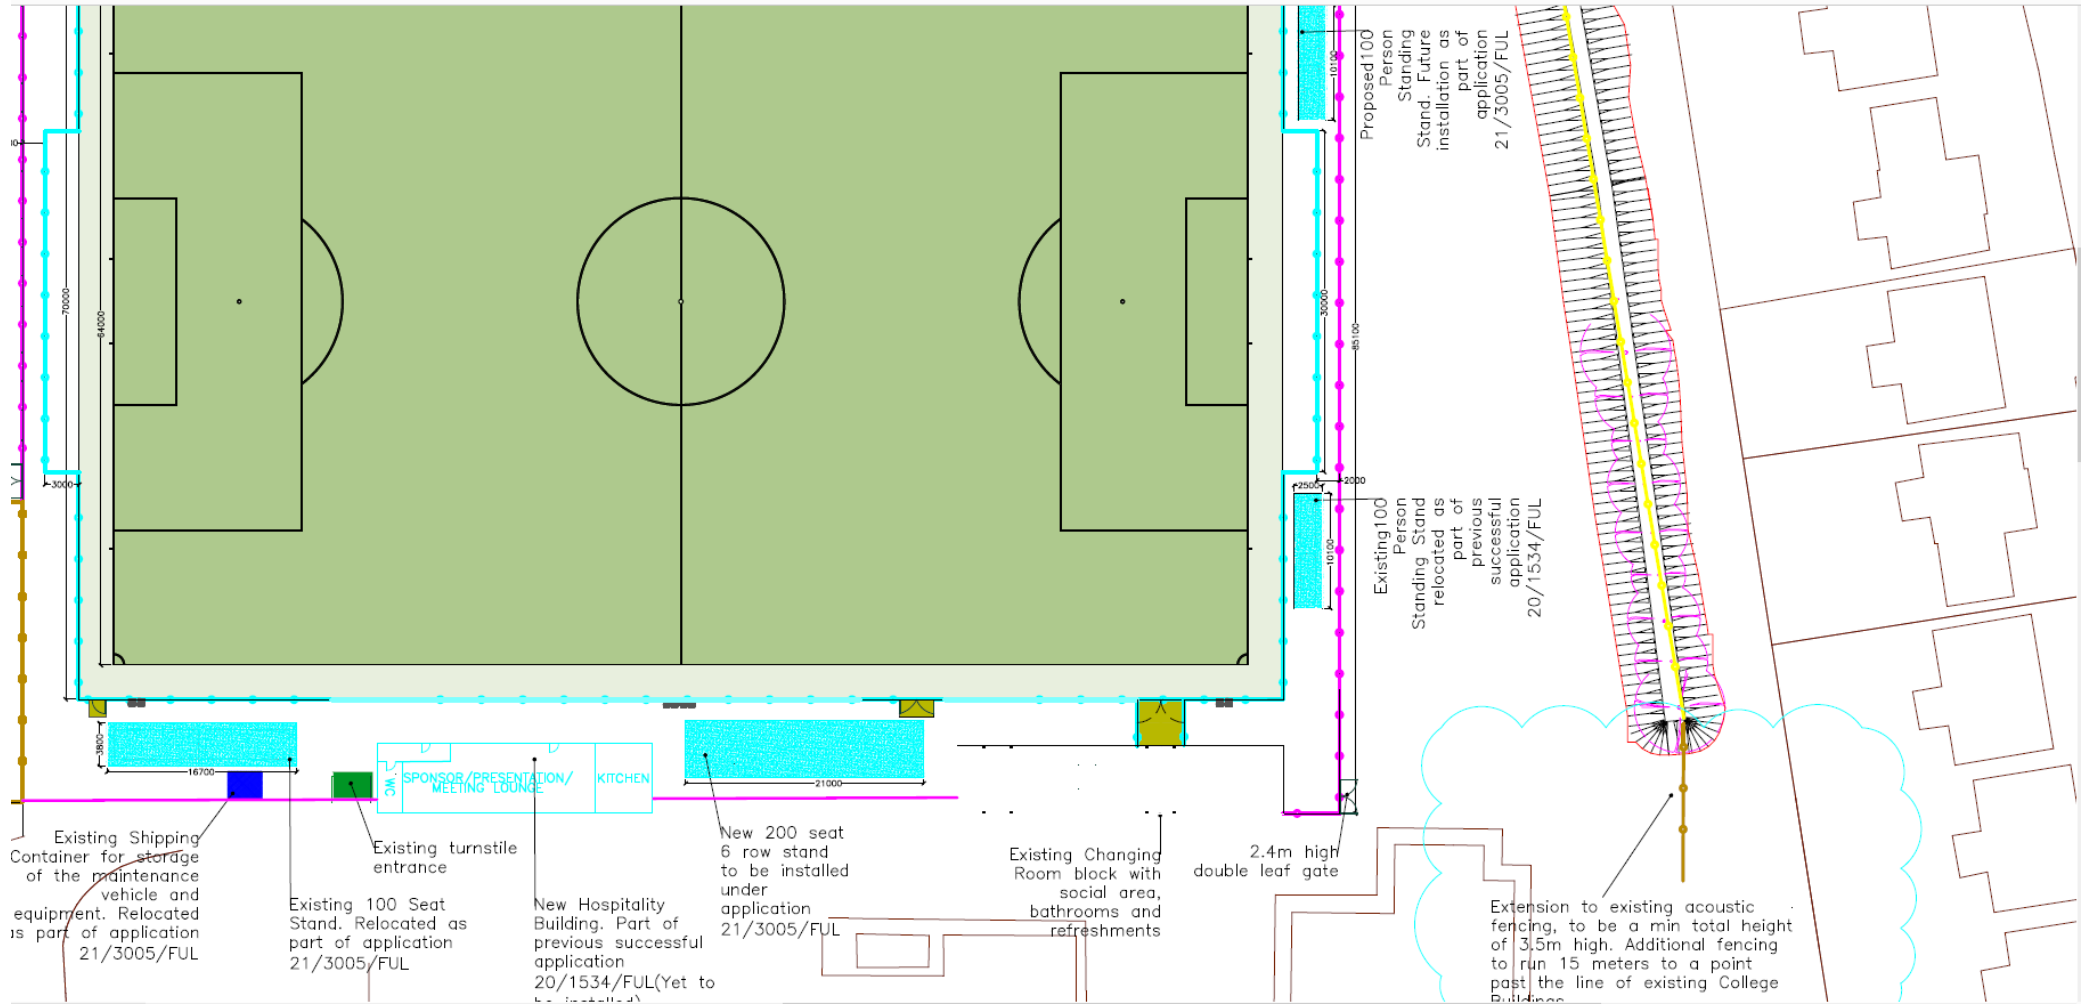 Proposed100
Person
Standing
Stand. Future
installation as
part of
application
21/3005/FUL
10100
70000
64000
30000
85100
3000
2500
2000
10100
Existing100
Person
Standing Stand
relocated as
part of
previous
successful
application
20/1534/FUL
3800
16700
WC
SPONSOR/PRESENTATION/
MEETING LOUNGE
KITCHEN
21000
Existing Shipping
Container for storage
of the maintenance
vehicle and
equipment. Relocated
as part of application
21/3005/FUL
Existing 100 Seat
Stand. Relocated as
part of application
21/3005/FUL
Existing turnstile
entrance
New Hospitality
Building. Part of
previous successful
application
20/1534/FUL(Yet to
be installed)
New 200 seat
6 row stand
to be installed
under
application
21/3005/FUL
Existing Changing
Room block with
social area,
bathrooms and
refreshments
2.4m high
double leaf gate
Extension to existing acoustic
fencing, to be a min total height
of 3.5m high. Additional fencing
to run 15 meters to a point
past the line of existing College
Buildings